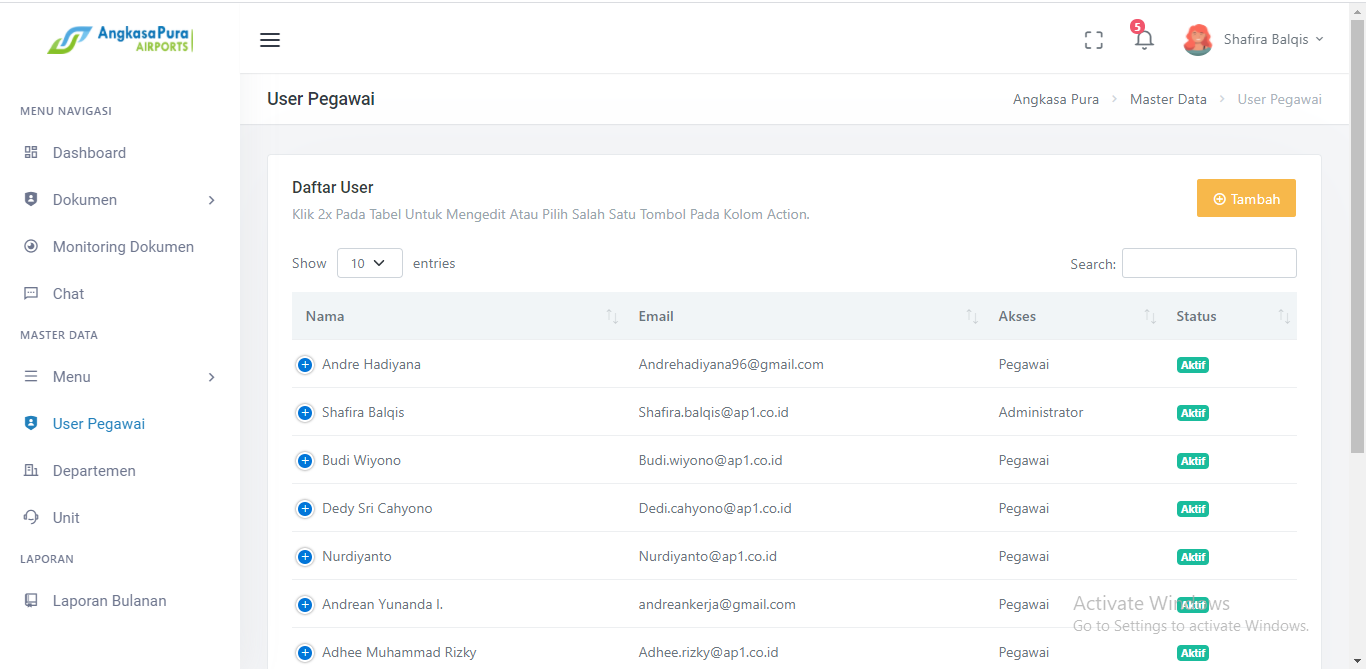 AngkasaPura
AIRPORTS
5
Shafira Balqis
User Pegawai
Angkasa Pura > Master Data > User Pegawai
MENU NAVIGASI
Dashboard
Dokumen
Monitoring Dokumen
Chat
MASTER DATA
Menu
User Pegawai
Departemen
Unit
LAPORAN
Laporan Bulanan
Daftar User
Klik 2x Pada Tabel Untuk Mengedit Atau Pilih Salah Satu Tombol Pada Kolom Action.
Tambah
Show 10 entries
Search:
Nama Email Akses Status
Andre Hadiyana Andrehadiyana96@gmail.com Pegawai Aktif
Shafira Balqis Shafira.balqis@ap1.co.id Administrator Aktif
Budi Wiyono Budi.wiyono@ap1.co.id Pegawai Aktif
Dedy Sri Cahyono Dedi.cahyono@ap1.co.id Pegawai Aktif
Nurdiyanto Nurdiyanto@ap1.co.id Pegawai Aktif
Andrean Yunanda I. andreankerja@gmail.com Pegawai Aktif
Adhee Muhammad Rizky Adhee.rizky@ap1.co.id Pegawai Aktif
Activate Windows
Go to Settings to activate Windows.